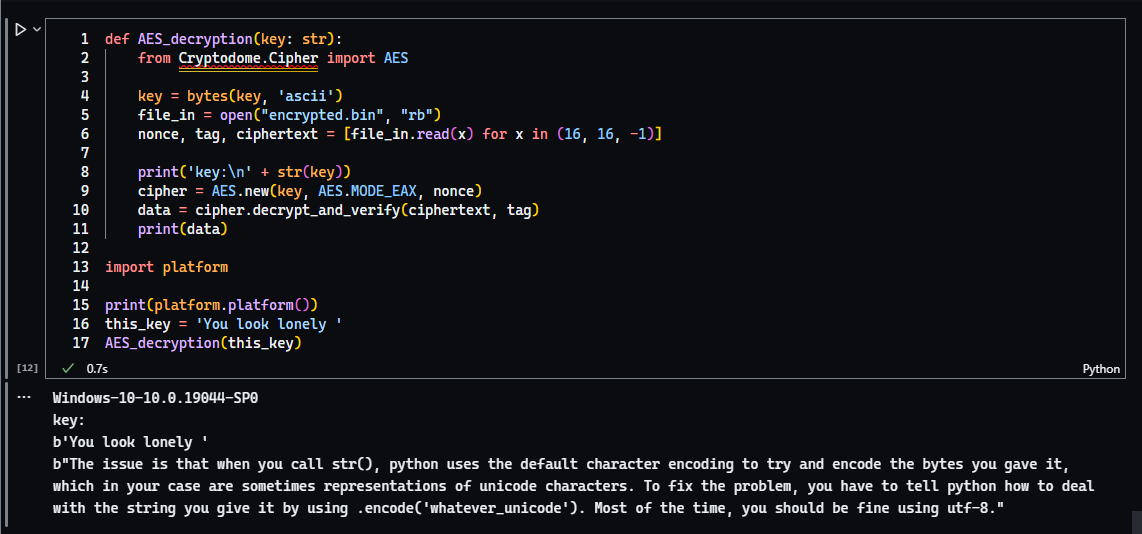 1 def AES_decryption(key: str):
2     from Cryptodome.Cipher import AES
3
4     key = bytes(key, 'ascii')
5     file_in = open("encrypted.bin", "rb")
6     nonce, tag, ciphertext = [file_in.read(x) for x in (16, 16, -1)]
7
8     print('key:\n' + str(key))
9     cipher = AES.new(key, AES.MODE_EAX, nonce)
10     data = cipher.decrypt_and_verify(ciphertext, tag)
11     print(data)
12
13 import platform
14
15 print(platform.platform())
16 this_key = 'You look lonely '
17 AES_decryption(this_key)
[12] ✓ 0.7s Python
... Windows-10-10.0.19044-SP0
key:
b'You look lonely '
b"The issue is that when you call str(), python uses the default character encoding to try and encode the bytes you gave it,
which in your case are sometimes representations of unicode characters. To fix the problem, you have to tell python how to deal
with the string you give it by using .encode('whatever_unicode'). Most of the time, you should be fine using utf-8."